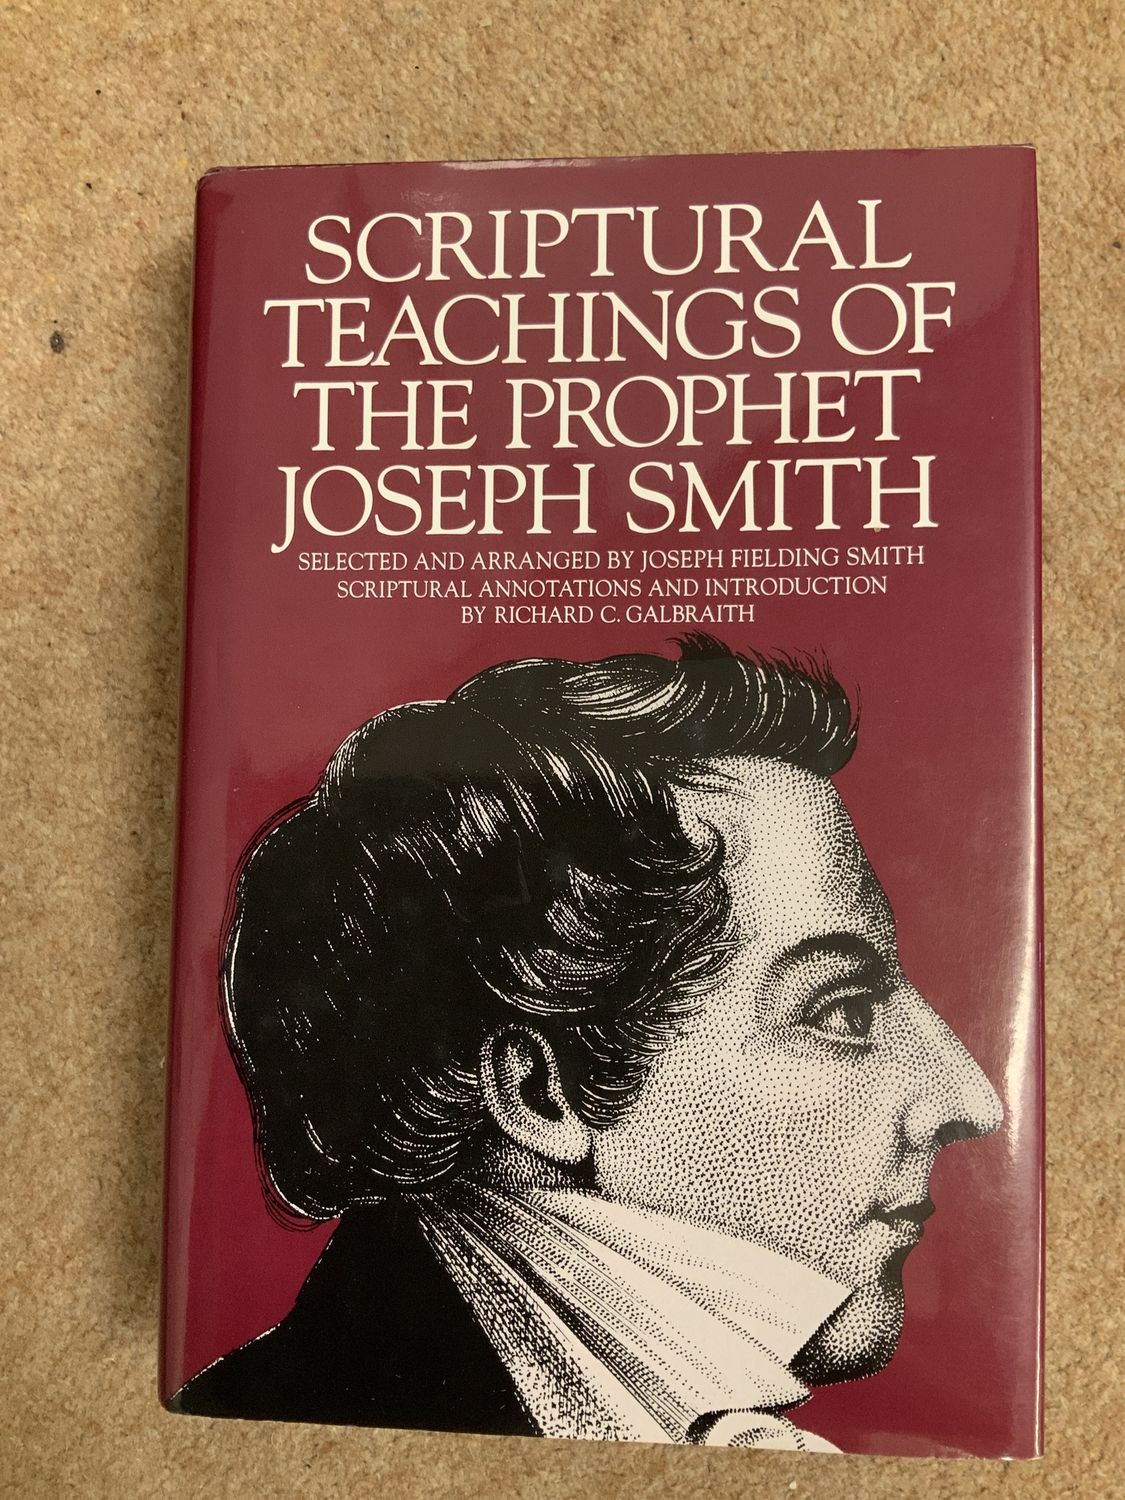 SCRIPTURAL
TEACHINGS OF
THE PROPHET
JOSEPH SMITH
SELECTED AND ARRANGED BY JOSEPH FIELDING SMITH
SCRIPTURAL ANNOTATIONS AND INTRODUCTION
BY RICHARD C. GALBRAITH